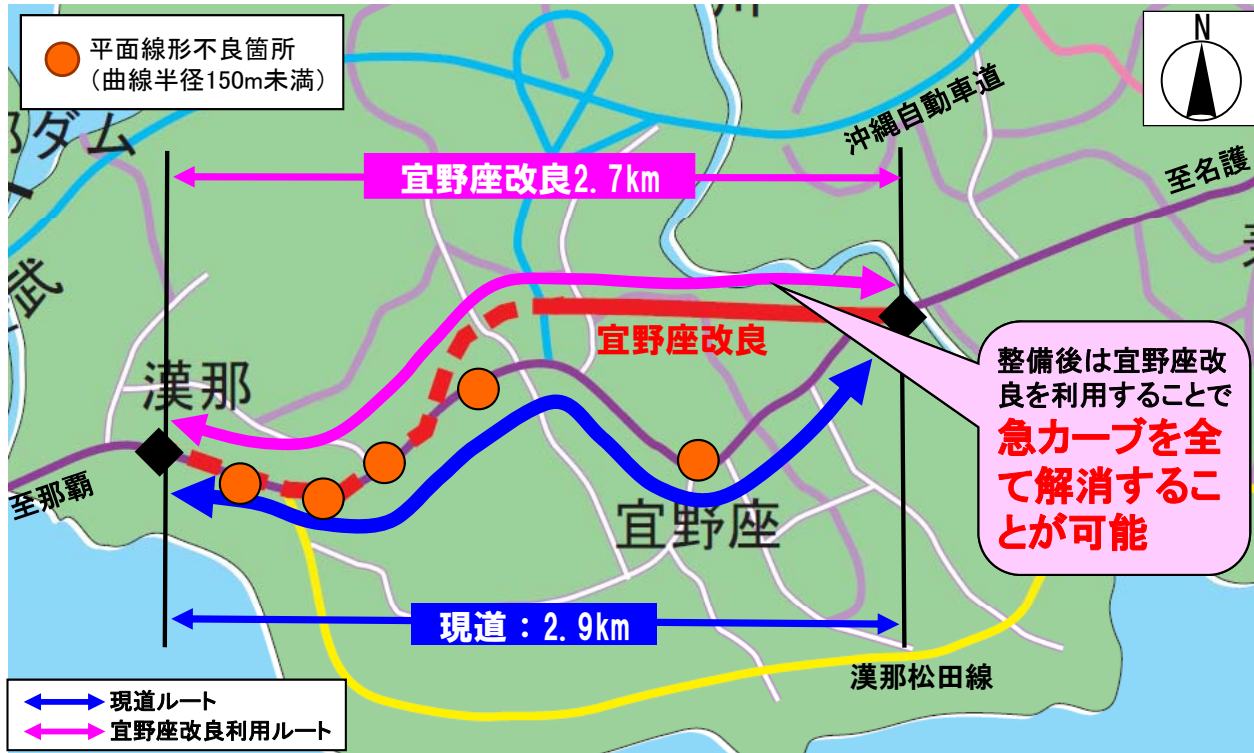 平面線形不良箇所
(曲線半径150m未満)
N
沖縄自動車道
至名護
ダム
宜野座改良2.7km
武
漢那
宜野座改良
整備後は宜野座改
良を利用することで
急カーブを全
て解消するこ
とが可能
至那覇
宜野座
現道：2.9km
漢那松田線
現道ルート
宜野座改良利用ルート